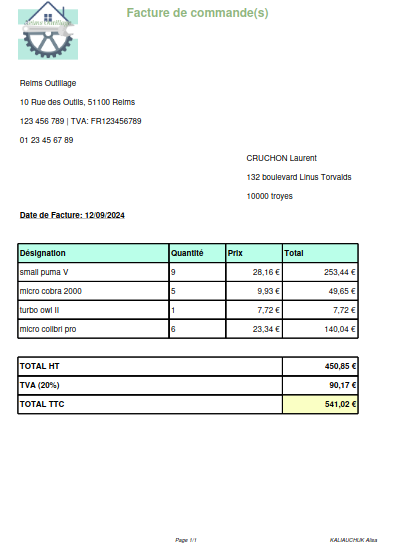 Facture de commande(s)
Reims Outillage
Reims Outillage
10 Rue des Outils, 51100 Reims
123 456 789 | TVA: FR123456789
01 23 45 67 89
CRUCHON Laurent
132 boulevard Linus Torvalds
10000 troyes
Date de Facture: 12/09/2024
Désignation Quantité Prix Total
small puma V 9 28,16 € 253,44 €
micro cobra 2000 5 9,93 € 49,65 €
turbo owl II 1 7,72 € 7,72 €
micro colibri pro 6 23,34 € 140,04 €
TOTAL HT 450,85 €
TVA (20%) 90,17 €
TOTAL TTC 541,02 €
Page 1/1 KALIAUCHUK Alea